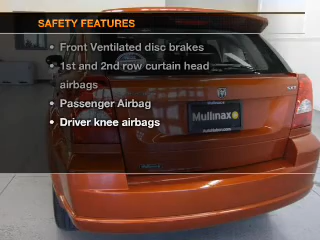 SAFETY FEATURES
• Front Ventilated disc brakes
• 1st and 2nd row curtain head
airbags
• Passenger Airbag
• Driver knee airbags
Mullinax